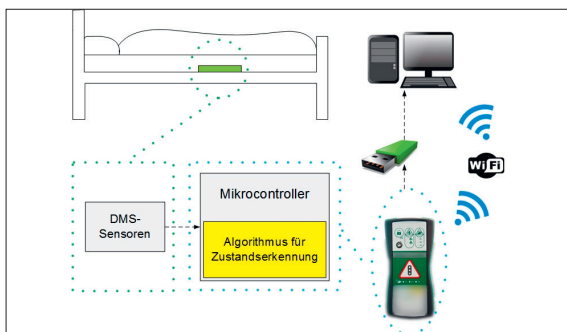 WiFi
DMS-
Sensoren
Mikrocontroller
Algorithmus für
Zustandserkennung